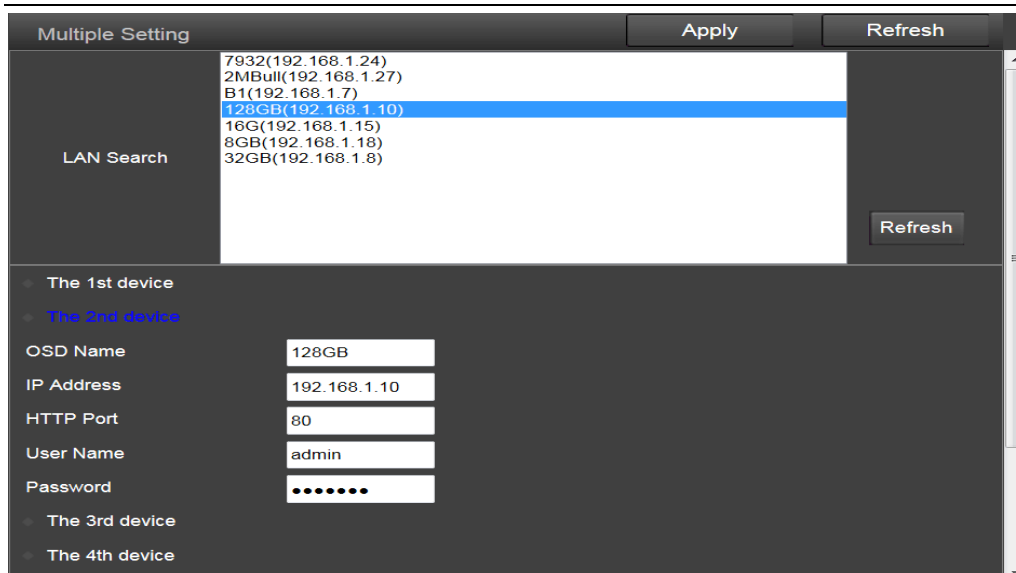 Multiple Setting Apply Refresh
7932(192.168.1.24)
2MBull(192.168.1.27)
B1(192.168.1.7)
128GB(192.168.1.10)
16G(192.168.1.15)
8GB(192.168.1.18)
LAN Search 32GB(192.168.1.8)
Refresh
The 1st device
The 2nd device
OSD Name 128GB
IP Address 192.168.1.10
HTTP Port 80
User Name admin
Password •••••••
The 3rd device
The 4th device